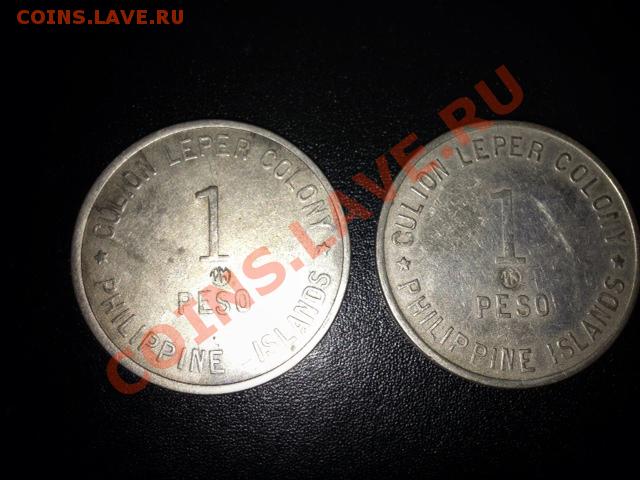 COINS.LAVE.RU
COINS.LAVE.RU
CULION LEPER COLONY
1
PESO
PHILIPPINE ISLANDS
CULION LEPER COLONY
1
PESO
PHILIPPINE ISLANDS